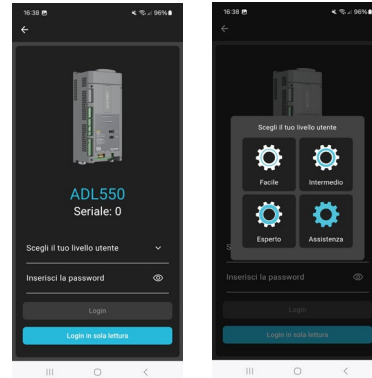 16:38
96%
ADL550
Seriale: 0
Scegli il tuo livello utente
Inserisci la password
Login
Login in sola lettura
16:38
96%
Scegli il tuo livello utente
Facile
Intermedio
Esperto
Assistenza
S
Inserisci la password
Login
Login in sola lettura